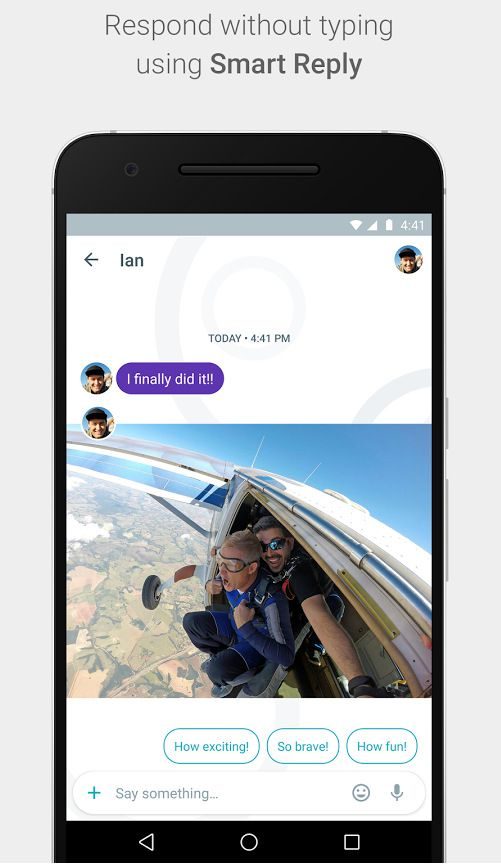 Respond without typing
using Smart Reply
4:41
Ian
TODAY • 4:41 PM
I finally did it!!
How exciting!
So brave!
How fun!
Say something...